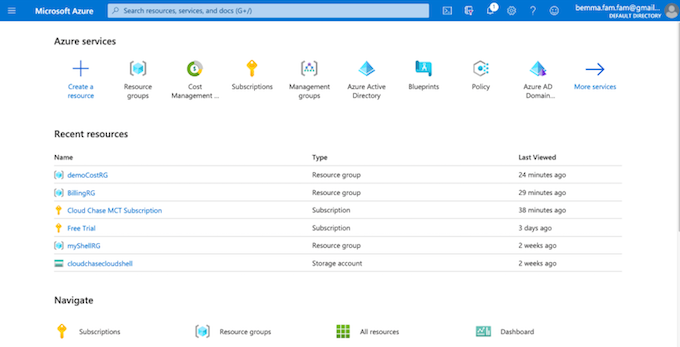 Microsoft Azure
Search resources, services, and docs (G+/)
1
bemma.fam.fam@gmail...
DEFAULT DIRECTORY
Azure services
Create a resource
Resource groups
Cost Management ...
Subscriptions
Management groups
Azure Active Directory
Blueprints
Policy
Azure AD Domain...
More services
Recent resources
Name Type Last Viewed
demoCostRG Resource group 24 minutes ago
BillingRG Resource group 29 minutes ago
Cloud Chase MCT Subscription Subscription 38 minutes ago
Free Trial Subscription 3 days ago
myShellRG Resource group 2 weeks ago
cloudchasecloudshell Storage account 2 weeks ago
Navigate
Subscriptions Resource groups All resources Dashboard